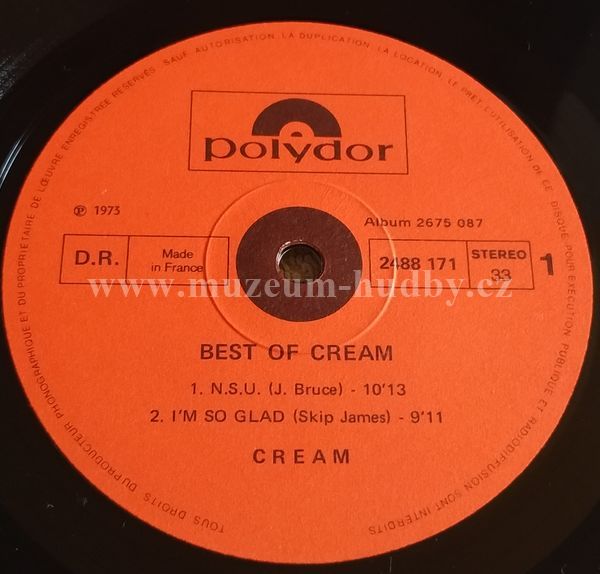 TOUS DROITS DU PRODUCTEUR PHONOGRAPHIQUE ET DU PROPRIETAIRE DE L'ŒUVRE ENREGISTREE RESERVES. SAUF AUTORISATION LA DUPLICATION, LA LOCATION, LE PRET, L'UTILISATION DE CE DISQUE POUR EXECUTION PUBLIQUE ET RADIODIFFUSION SONT INTERDITS
polydor
℗ 1973
Album 2675 087
D.R.
Made
in France
2488 171
STEREO
33
1
www.muzeum-hudby.cz
BEST OF CREAM
1. N.S.U. (J. Bruce) - 10'13
2. I'M SO GLAD (Skip James) - 9'11
CREAM